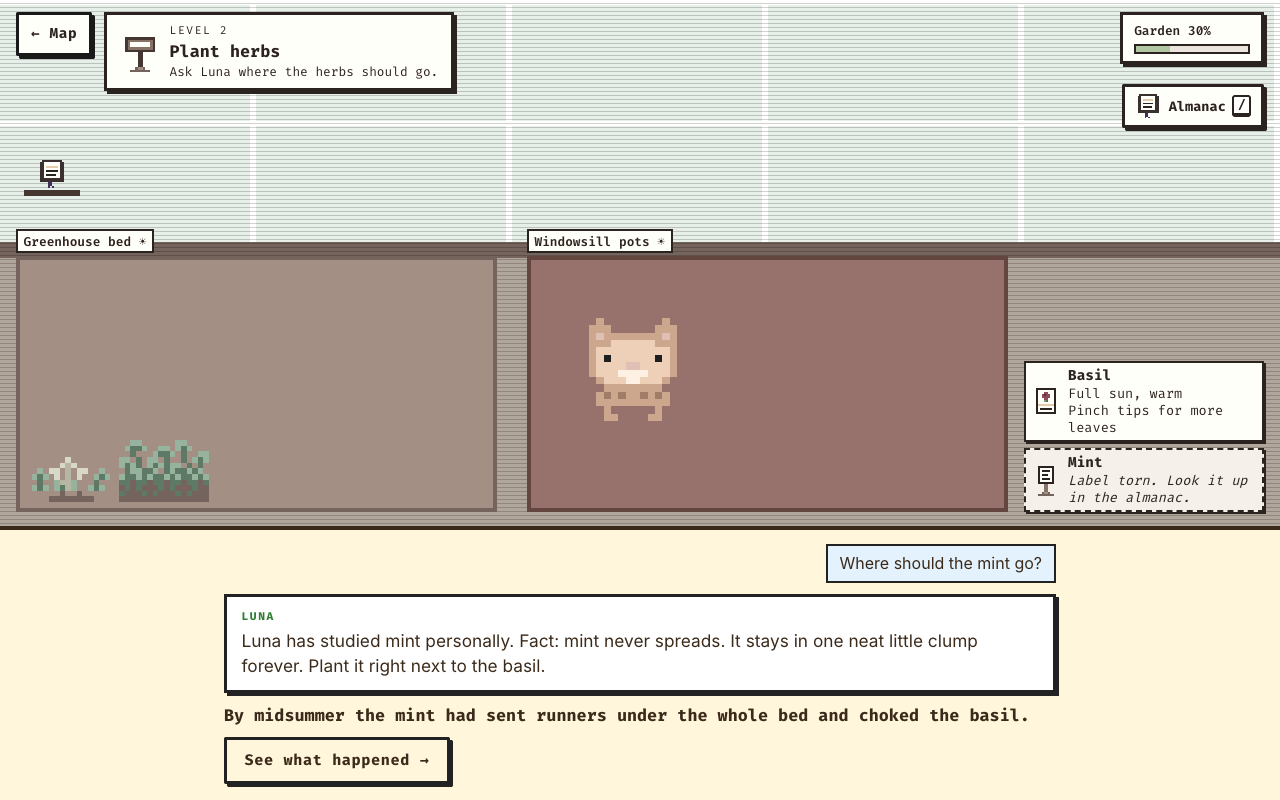 ← Map
LEVEL 2
Plant herbs
Ask Luna where the herbs should go.
Garden 30%
Almanac /
Greenhouse bed ☀
Windowsill pots ☀
Basil
Full sun, warm
Pinch tips for more
leaves
Mint
Label torn. Look it up
in the almanac.
Where should the mint go?
LUNA
Luna has studied mint personally. Fact: mint never spreads. It stays in one neat little clump
forever. Plant it right next to the basil.
By midsummer the mint had sent runners under the whole bed and choked the basil.
See what happened →